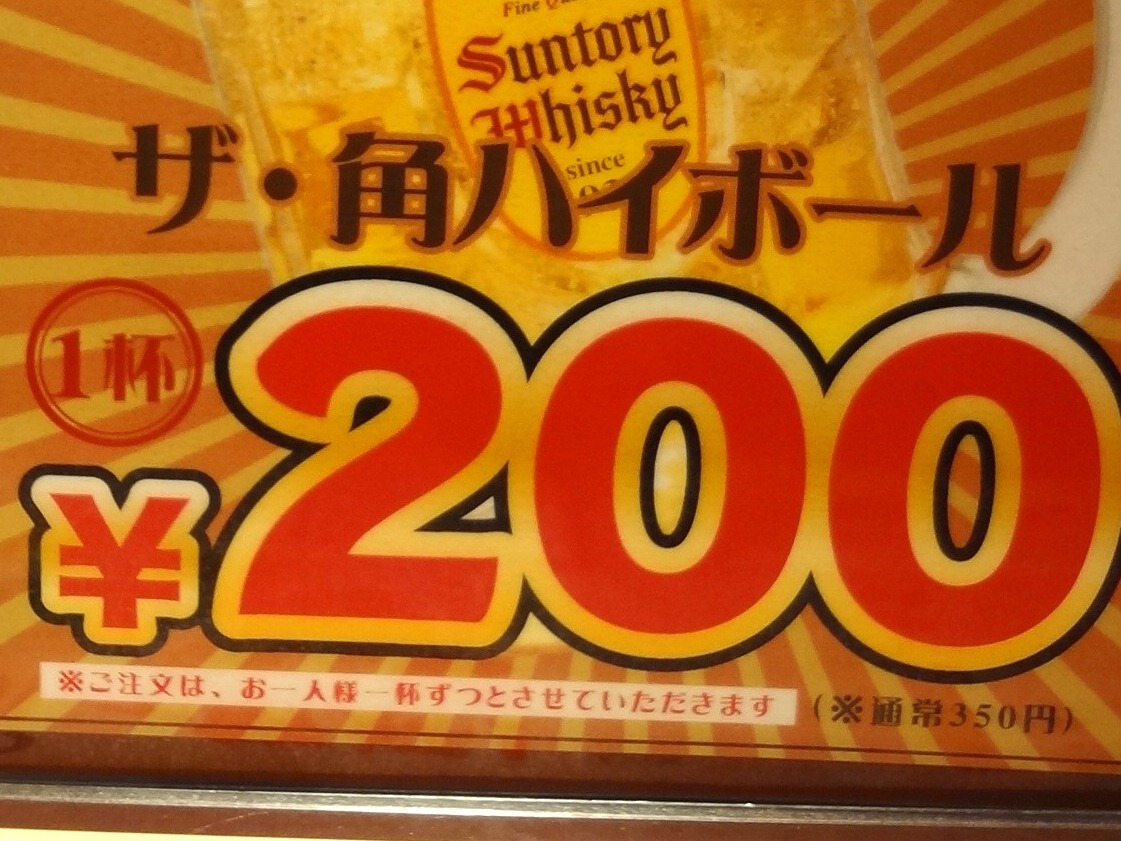 Fine
Suntory
Whisky
since
ザ・角ハイボール
1杯
¥200
※ご注文は、お一人様一杯ずつとさせていただきます
(※通常350円)